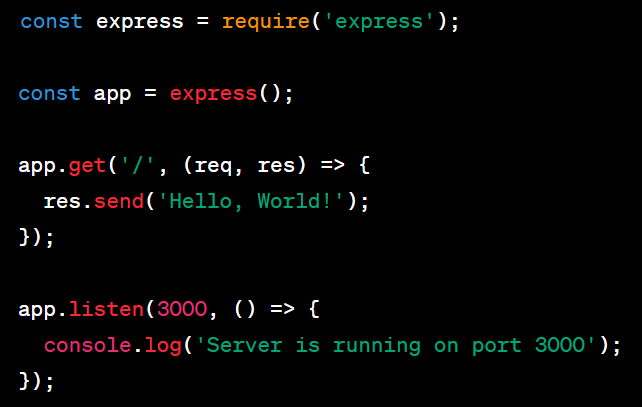 const express = require('express');
const app = express();
app.get('/', (req, res) => {
  res.send('Hello, World!');
});
app.listen(3000, () => {
  console.log('Server is running on port 3000');
});